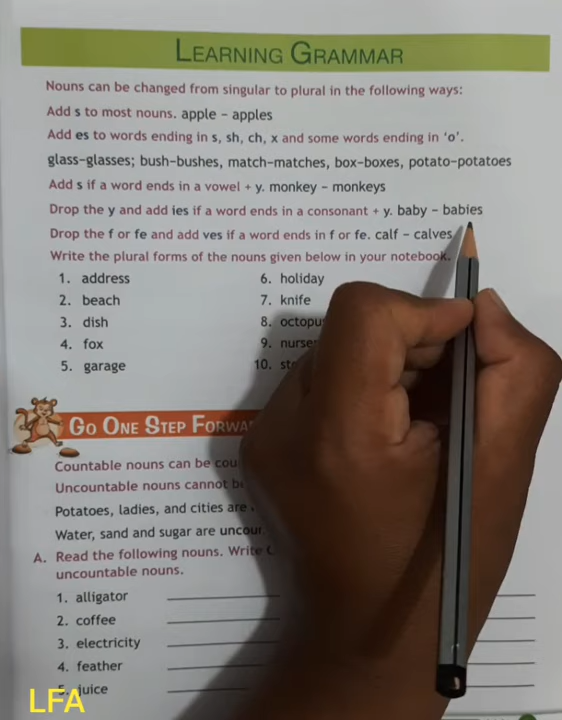 LEARNING GRAMMAR
Nouns can be changed from singular to plural in the following ways:
Add s to most nouns. apple – apples
Add es to words ending in s, sh, ch, x and some words ending in ‘o’.
glass–glasses; bush–bushes, match–matches, box–boxes, potato–potatoes
Add s if a word ends in a vowel + y. monkey – monkeys
Drop the y and add ies if a word ends in a consonant + y. baby – babies
Drop the f or fe and add ves if a word ends in f or fe. calf – calves
Write the plural forms of the nouns given below in your notebook.
1. address
2. beach
3. dish
4. fox
5. garage
6. holiday
7. knife
8.
9.
10.
GO ONE STEP
Countable nouns can be
Uncountable nouns cannot
Potatoes, ladies, and cities are
Water, sand and sugar are
A. Read the following nouns. Write
uncountable nouns.
1. alligator
2. coffee
3. electricity
4. feather
5. juice
LFA